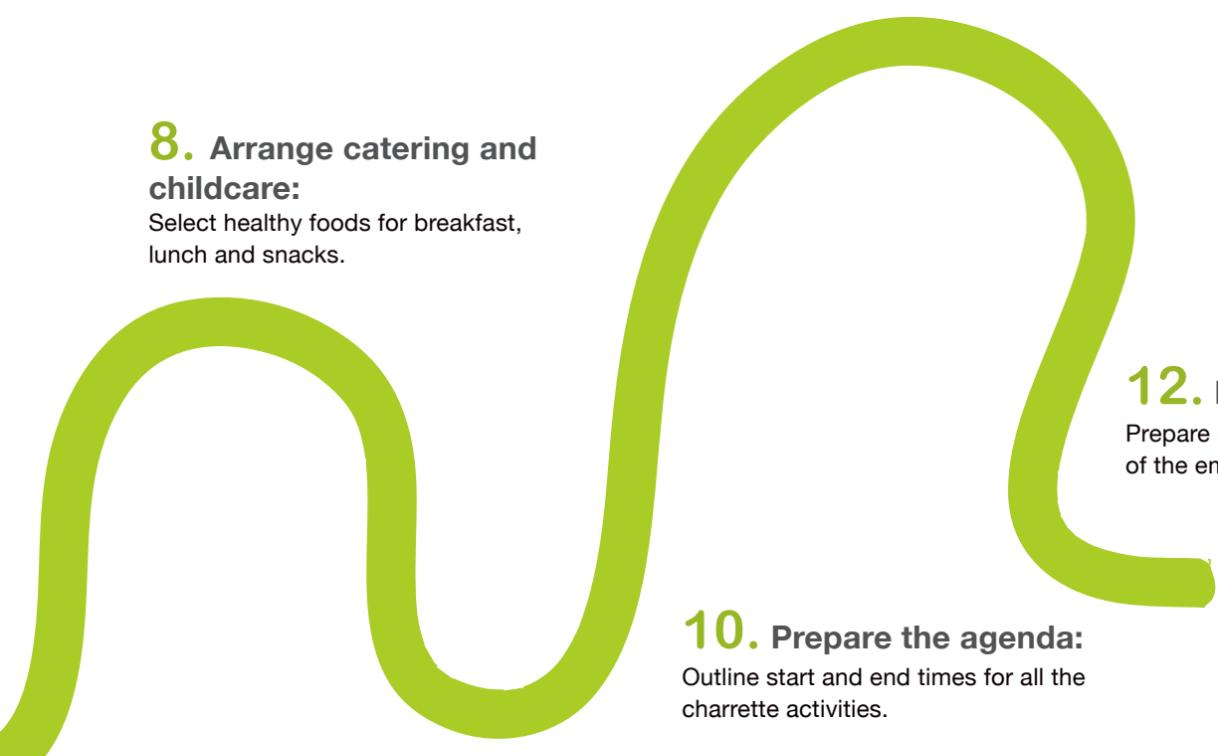 8. Arrange catering and
childcare:
Select healthy foods for breakfast,
lunch and snacks.
12.
Prepare
of the
10. Prepare the agenda:
Outline start and end times for all the
charrette activities.